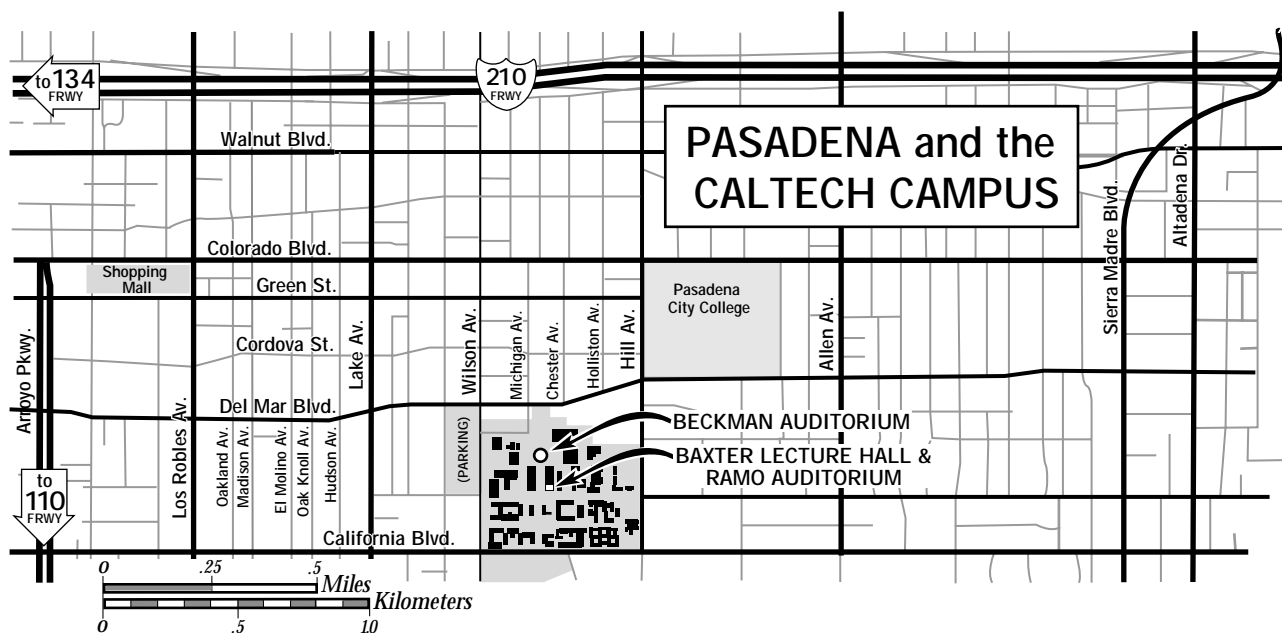 to 134
FRWY
210
FRWY
PASADENA and the
CALTECH CAMPUS
Walnut Blvd.
Colorado Blvd.
Shopping
Mall
Green St.
Pasadena
City College
Cordova St.
Del Mar Blvd.
California Blvd.
Arroyo Pkwy.
Los Robles Av.
Oakland Av.
Madison Av.
El Molino Av.
Oak Knoll Av.
Hudson Av.
Lake Av.
Wilson Av.
Michigan Av.
Chester Av.
Holliston Av.
Hill Av.
Allen Av.
Sierra Madre Blvd.
Altadena Dr.
(PARKING)
BECKMAN AUDITORIUM
BAXTER LECTURE HALL &
RAMO AUDITORIUM
to
110
FRWY
0 .25 .5
Miles
Kilometers
0 .5 1.0